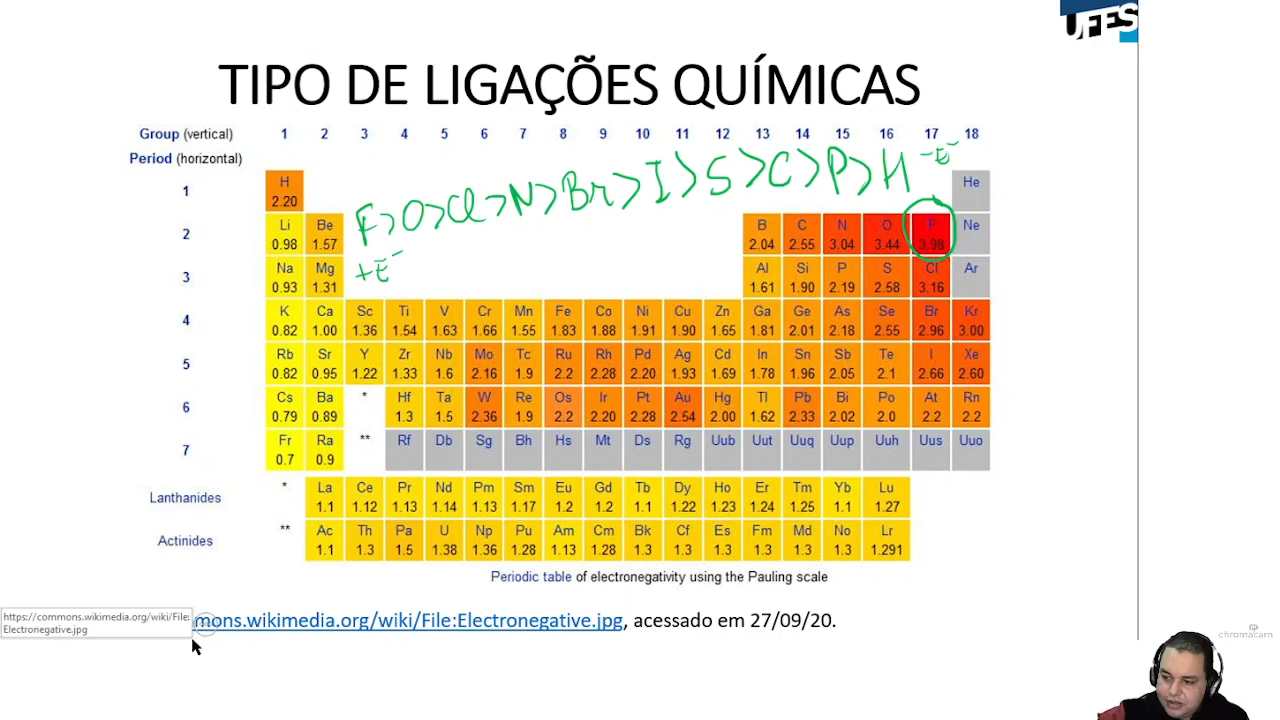 UFES
TIPO DE LIGAÇÕES QUÍMICAS
Group (vertical) 1 2 3 4 5 6 7 8 9 10 11 12 13 14 15 16 17 18
Period (horizontal)
F > O > Cl > N > Br > I > S > C > P > H -E-
+E-
1 H He
2.20
2 Li Be B C N O F Ne
0.98 1.57 2.04 2.55 3.04 3.44 3.98
3 Na Mg Al Si P S Cl Ar
0.93 1.31 1.61 1.90 2.19 2.58 3.16
4 K Ca Sc Ti V Cr Mn Fe Co Ni Cu Zn Ga Ge As Se Br Kr
0.82 1.00 1.36 1.54 1.63 1.66 1.55 1.83 1.88 1.91 1.90 1.65 1.81 2.01 2.18 2.55 2.96 3.00
5 Rb Sr Y Zr Nb Mo Tc Ru Rh Pd Ag Cd In Sn Sb Te I Xe
0.82 0.95 1.22 1.33 1.6 2.16 1.9 2.2 2.28 2.20 1.93 1.69 1.78 1.96 2.05 2.1 2.66 2.60
6 Cs Ba * Hf Ta W Re Os Ir Pt Au Hg Tl Pb Bi Po At Rn
0.79 0.89 1.3 1.5 2.36 1.9 2.2 2.20 2.28 2.54 2.00 1.62 2.33 2.02 2.0 2.2 2.2
7 Fr Ra ** Rf Db Sg Bh Hs Mt Ds Rg Uub Uut Uuq Uup Uuh Uus Uuo
0.7 0.9
Lanthanides * La Ce Pr Nd Pm Sm Eu Gd Tb Dy Ho Er Tm Yb Lu
1.1 1.12 1.13 1.14 1.13 1.17 1.2 1.2 1.1 1.22 1.23 1.24 1.25 1.1 1.27
Actinides ** Ac Th Pa U Np Pu Am Cm Bk Cf Es Fm Md No Lr
1.1 1.3 1.5 1.38 1.36 1.28 1.13 1.28 1.3 1.3 1.3 1.3 1.3 1.3 1.291
Periodic table of electronegativity using the Pauling scale
https://commons.wikimedia.org/wiki/File:
Electronegative.jpg
mons.wikimedia.org/wiki/File:Electronegative.jpg, acessado em 27/09/20.
chromacam